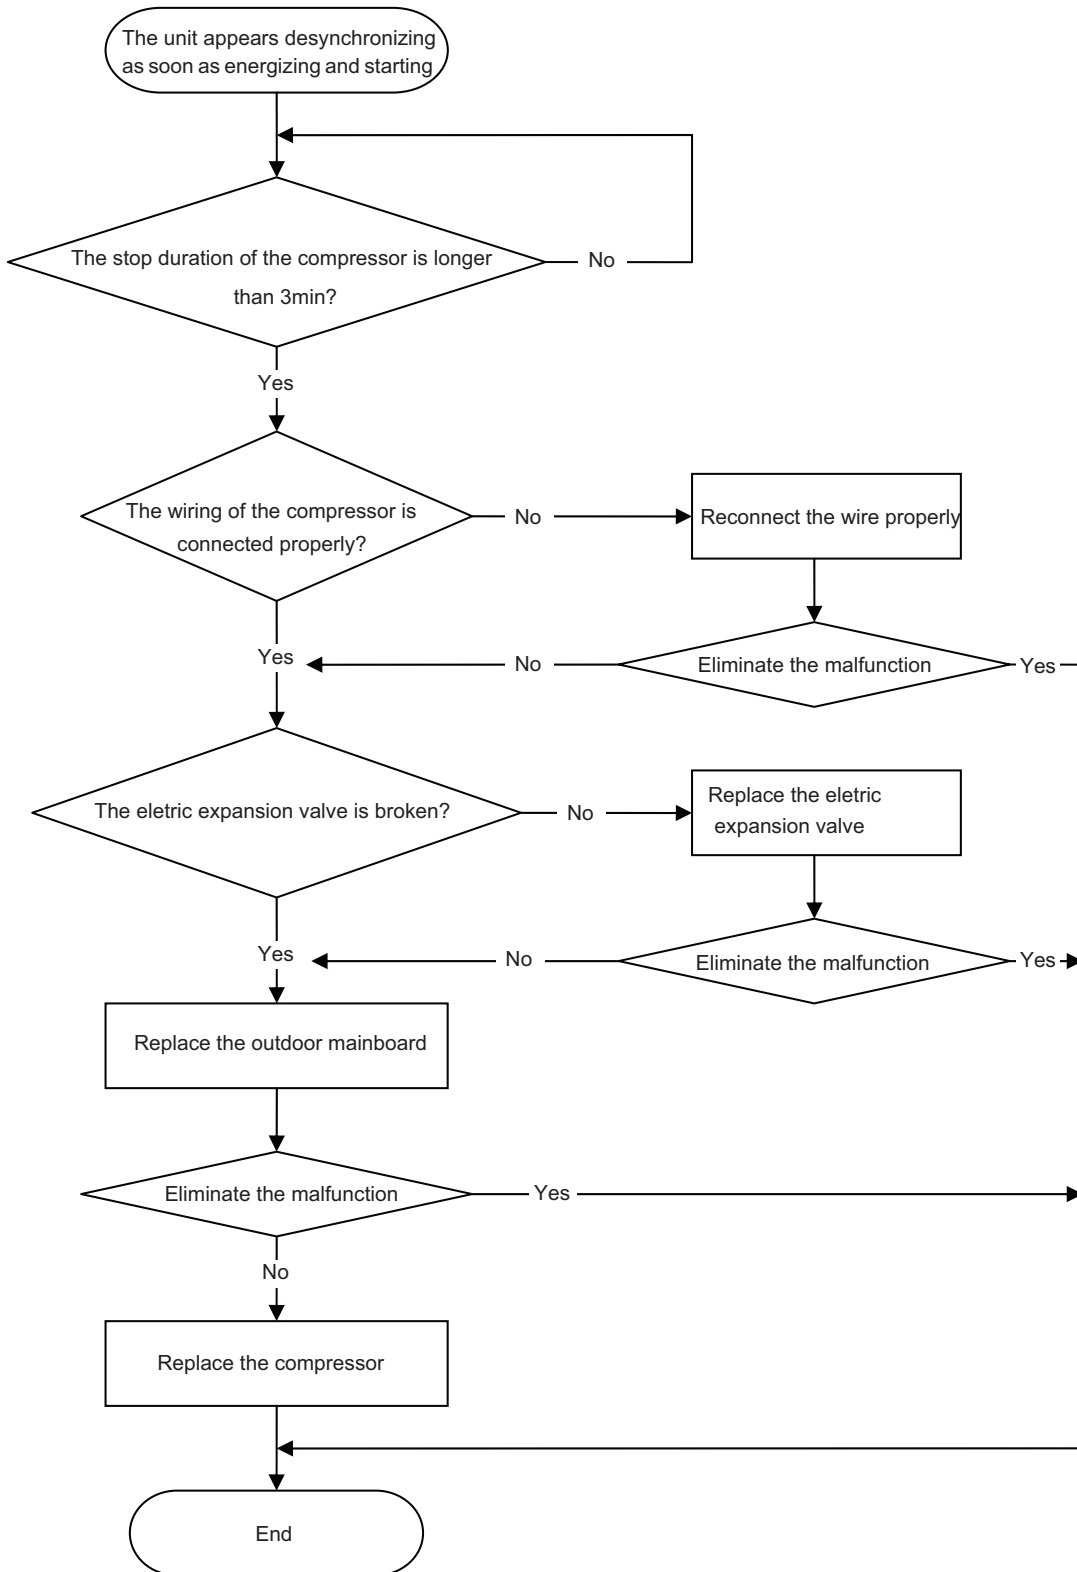 The unit appears desynchronizing
as soon as energizing and starting
The stop duration of the compressor is longer
than 3min?
No
Yes
The wiring of the compressor is
connected properly?
No
Reconnect the wire properly
Yes
No
Eliminate the malfunction
Yes
The eletric expansion valve is broken?
No
Replace the eletric
expansion valve
Yes
No
Eliminate the malfunction
Yes
Replace the outdoor mainboard
Eliminate the malfunction
Yes
No
Replace the compressor
End